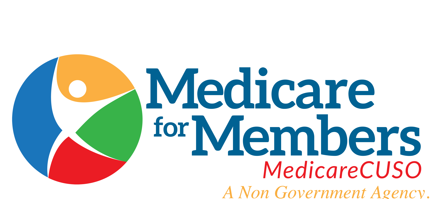 Medicare
for Members
MedicareCUSO
A Non Government Agency.